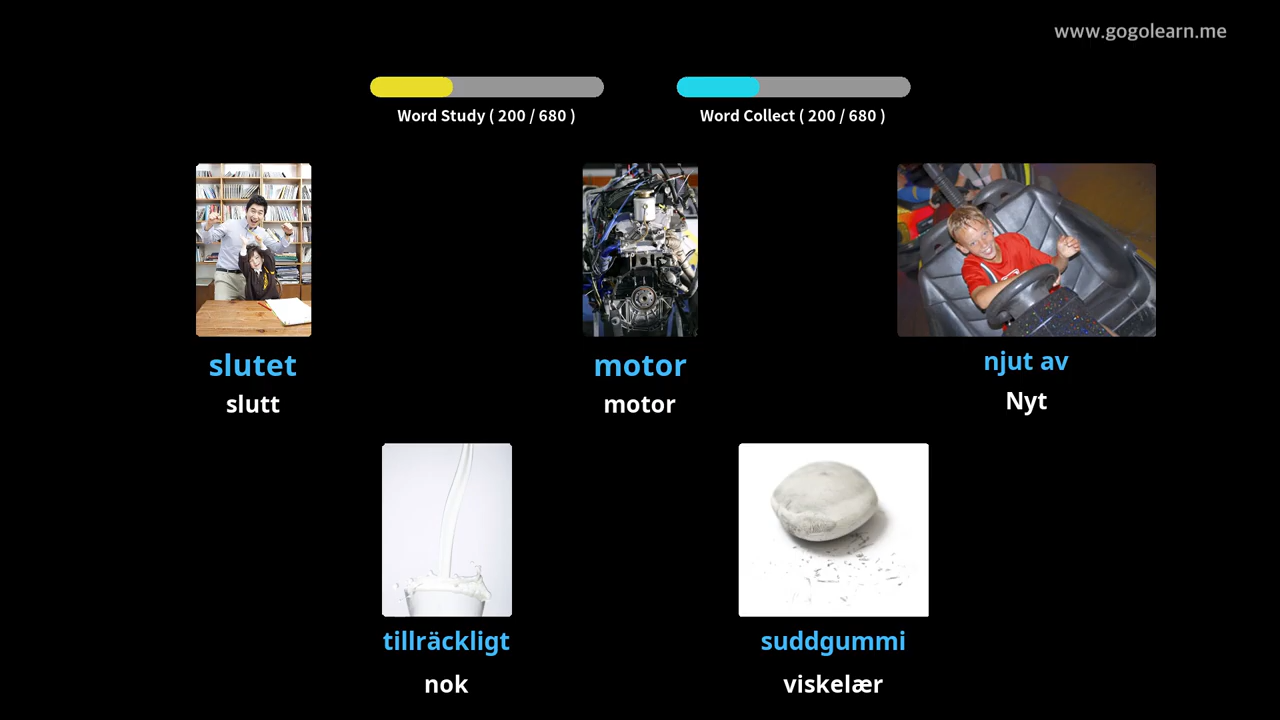 www.gogolearn.me
Word Study ( 200 / 680 )
Word Collect ( 200 / 680 )
slutet
slutt
motor
motor
njut av
Nyt
tillräckligt
nok
suddgummi
viskelær